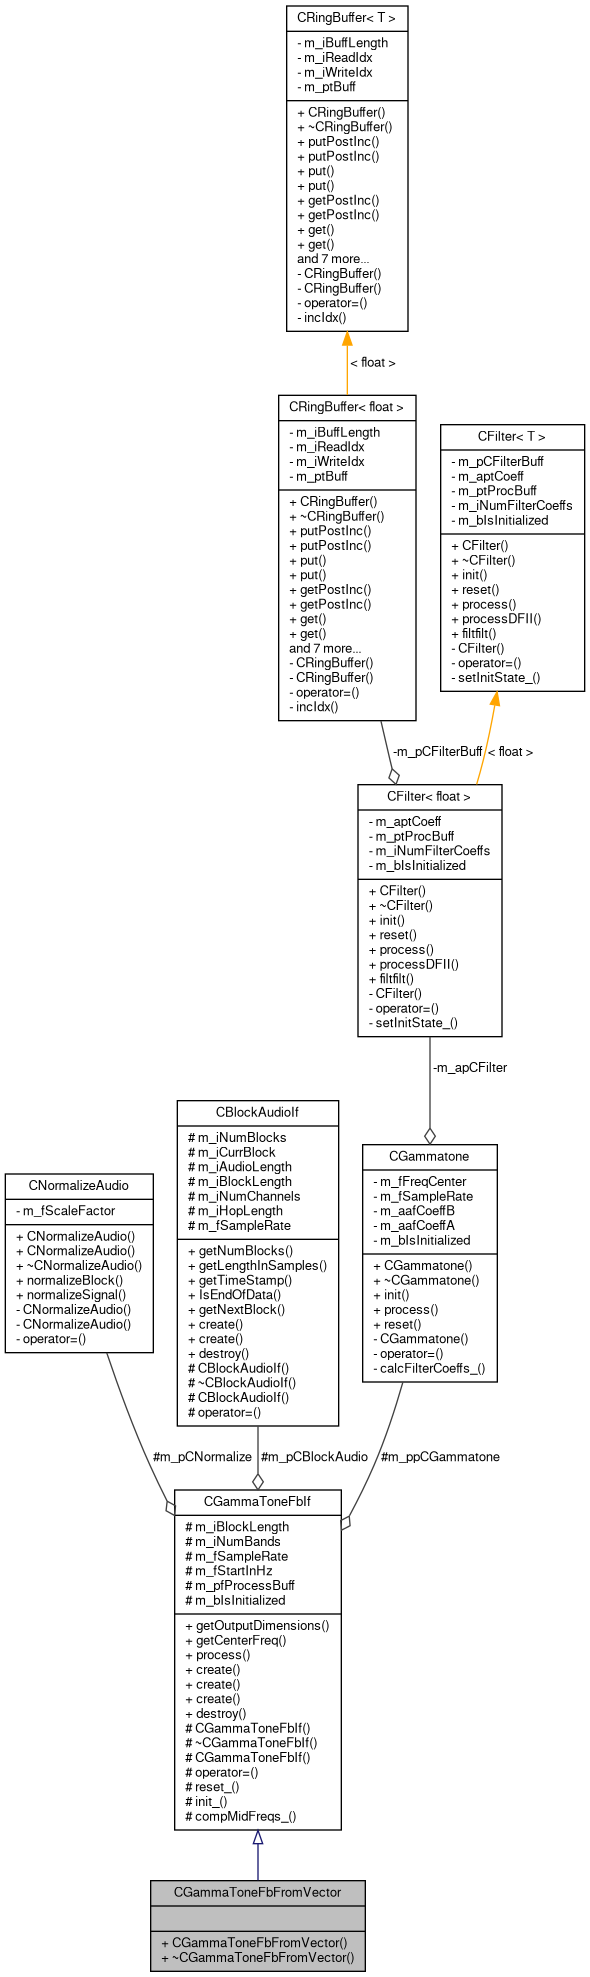 CRingBuffer< T >
- m_iBuffLength
- m_iReadIdx
- m_iWriteIdx
- m_ptBuff
+ CRingBuffer()
+ ~CRingBuffer()
+ putPostInc()
+ putPostInc()
+ put()
+ put()
+ getPostInc()
+ getPostInc()
+ get()
+ get()
and 7 more...
- CRingBuffer()
- CRingBuffer()
- operator=()
- incIdx()
< float >
CRingBuffer< float >
- m_iBuffLength
- m_iReadIdx
- m_iWriteIdx
- m_ptBuff
+ CRingBuffer()
+ ~CRingBuffer()
+ putPostInc()
+ putPostInc()
+ put()
+ put()
+ getPostInc()
+ getPostInc()
+ get()
+ get()
and 7 more...
- CRingBuffer()
- CRingBuffer()
- operator=()
- incIdx()
CFilter< T >
- m_pCFilterBuff
- m_aptCoeff
- m_ptProcBuff
- m_iNumFilterCoeffs
- m_bIsInitialized
+ CFilter()
+ ~CFilter()
+ init()
+ reset()
+ process()
+ processDFII()
+ filtfilt()
- CFilter()
- operator=()
- setInitState_()
-m_pCFilterBuff
< float >
CFilter< float >
- m_aptCoeff
- m_ptProcBuff
- m_iNumFilterCoeffs
- m_bIsInitialized
+ CFilter()
+ ~CFilter()
+ init()
+ reset()
+ process()
+ processDFII()
+ filtfilt()
- CFilter()
- operator=()
- setInitState_()
-m_apCFilter
CNormalizeAudio
- m_fScaleFactor
+ CNormalizeAudio()
+ CNormalizeAudio()
+ ~CNormalizeAudio()
+ normalizeBlock()
+ normalizeSignal()
- CNormalizeAudio()
- CNormalizeAudio()
- operator=()
CBlockAudioIf
# m_iNumBlocks
# m_iCurrBlock
# m_iAudioLength
# m_iBlockLength
# m_iNumChannels
# m_iHopLength
# m_fSampleRate
+ getNumBlocks()
+ getLengthInSamples()
+ getTimeStamp()
+ IsEndOfData()
+ getNextBlock()
+ create()
+ create()
+ destroy()
# CBlockAudioIf()
# ~CBlockAudioIf()
# CBlockAudioIf()
# operator=()
CGammatone
- m_fFreqCenter
- m_fSampleRate
- m_aafCoeffB
- m_aafCoeffA
- m_bIsInitialized
+ CGammatone()
+ ~CGammatone()
+ init()
+ process()
+ reset()
- CGammatone()
- operator=()
- calcFilterCoeffs_()
#m_pCNormalize
#m_pCBlockAudio
#m_ppCGammatone
CGammaToneFbIf
# m_iBlockLength
# m_iNumBands
# m_fSampleRate
# m_fStartInHz
# m_pfProcessBuff
# m_bIsInitialized
+ getOutputDimensions()
+ getCenterFreq()
+ process()
+ create()
+ create()
+ create()
+ destroy()
# CGammaToneFbIf()
# ~CGammaToneFbIf()
# CGammaToneFbIf()
# operator=()
# reset_()
# init_()
# compMidFreqs_()
CGammaToneFbFromVector
+ CGammaToneFbFromVector()
+ ~CGammaToneFbFromVector()